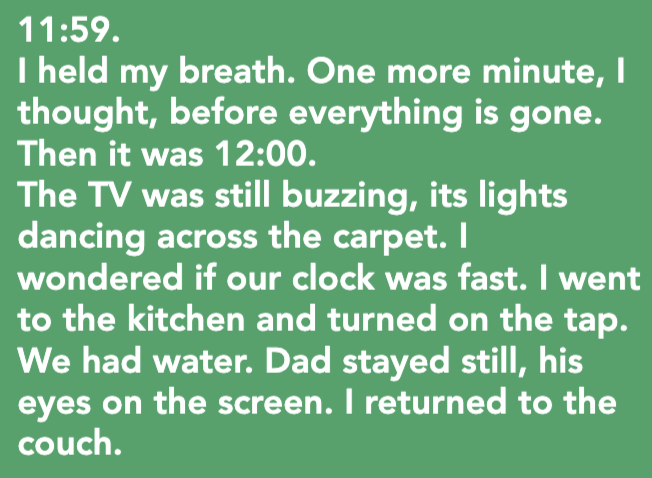 11:59.
I held my breath. One more minute, I
thought, before everything is gone.
Then it was 12:00.
The TV was still buzzing, its lights
dancing across the carpet. I
wondered if our clock was fast. I went
to the kitchen and turned on the tap.
We had water. Dad stayed still, his
eyes on the screen. I returned to the
couch.